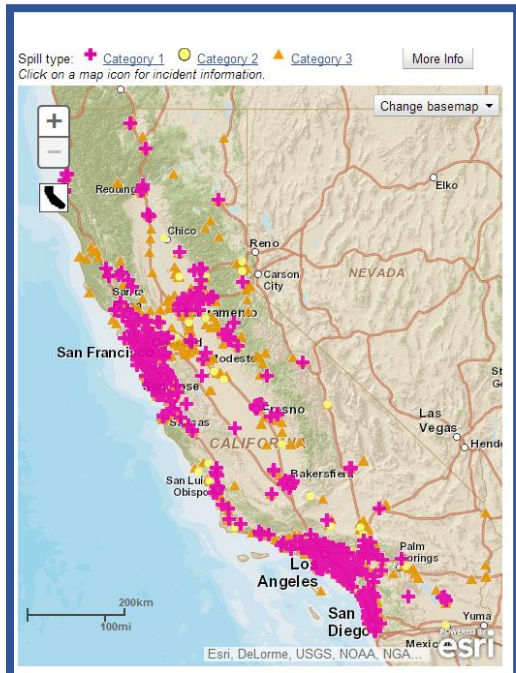 Spill type: Category 1 Category 2 Category 3 More Info
Click on a map icon for incident information.
+
Change basemap
−
Elko
Redding
Chico
Reno
Carson
City
NEVADA
Santa
San Francisco
Modesto
Fresno
Las
Vegas
CALIFORNIA
Bakersfield
San Luis
Obispo
Los
Angeles
Palm
Springs
200km
100mi
San
Diego
Yuma
POWERED BY
esri
Esri, DeLorme, USGS, NOAA, NGA...